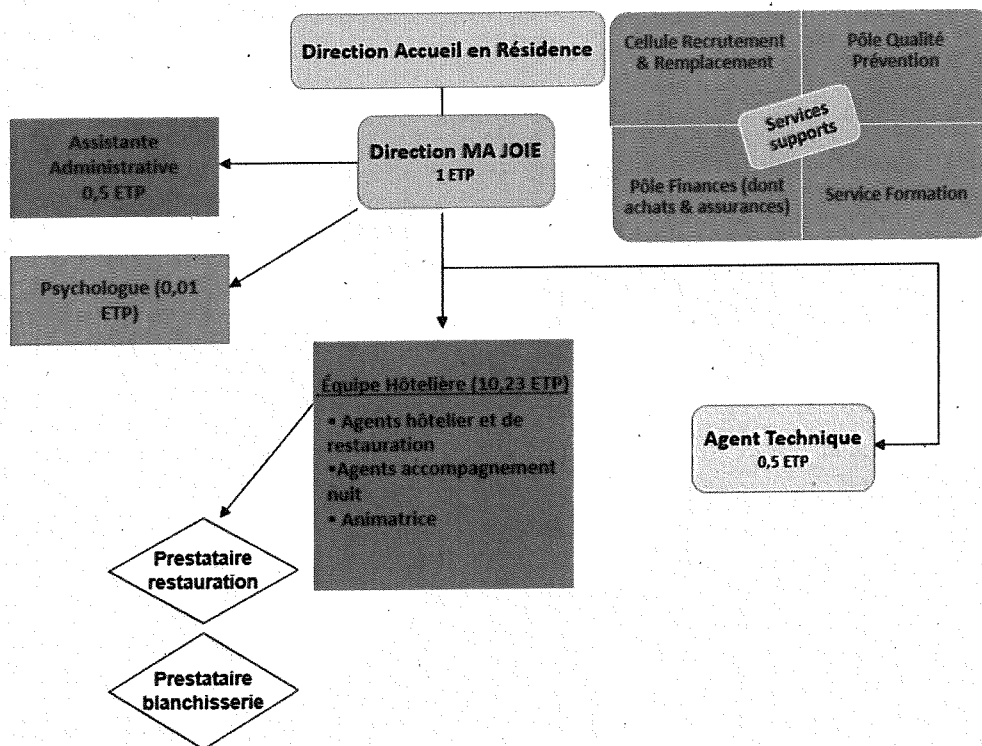 Direction Accueil en Résidence
Cellule Recrutement
& Remplacement
Pôle Qualité
Prévention
Services
supports
Pôle Finances (dont
achats & assurances)
Service Formation
Assistante
Administrative
0,5 ETP
Direction MA JOIE
1 ETP
Psychologue (0,01
ETP)
Équipe Hôtelière (10,23 ETP)
• Agents hôtelier et de
restauration
•Agents accompagnement
nuit
• Animatrice
Agent Technique
0,5 ETP
Prestataire
restauration
Prestataire
blanchisserie